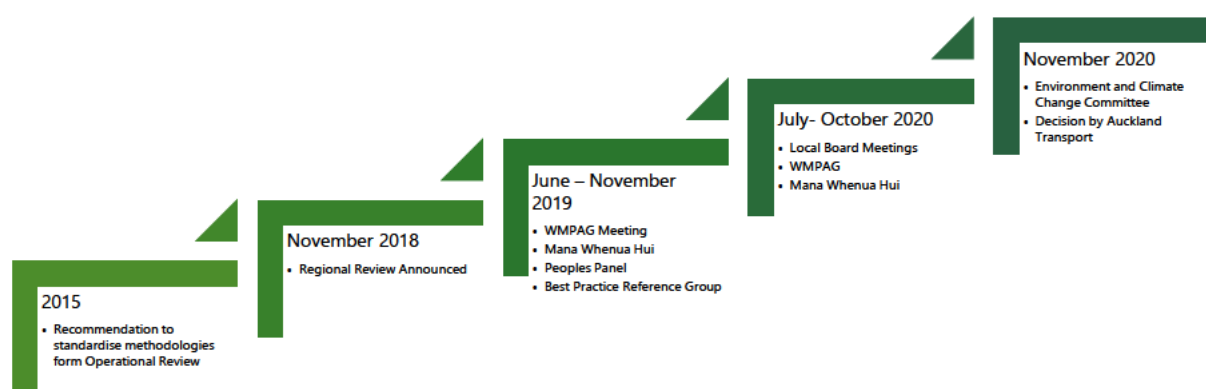 2015
• Recommendation to
standardise methodologies
form Operational Review
November 2018
• Regional Review Announced
June – November
2019
• WMPAG Meeting
• Mana Whenua Hui
• Peoples Panel
• Best Practice Reference Group
July- October 2020
• Local Board Meetings
• WMPAG
• Mana Whenua Hui
November 2020
• Environment and Climate
Change Committee
• Decision by Auckland
Transport